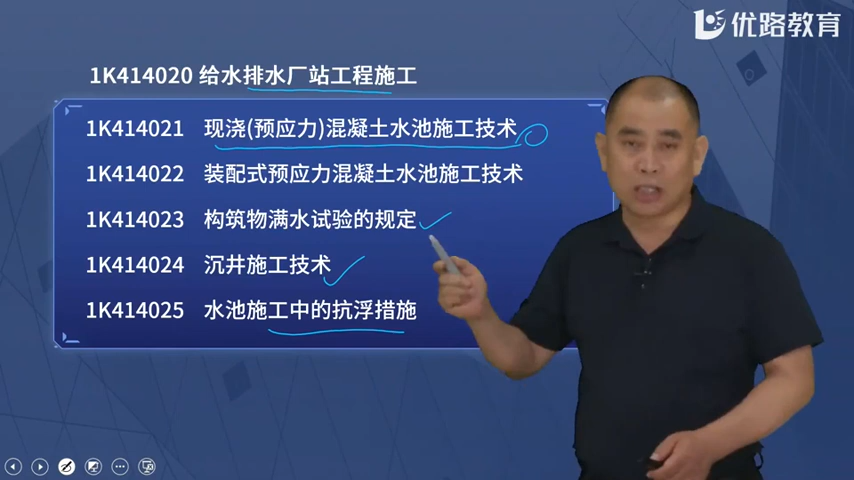 优路教育
1K414020 给水排水厂站工程施工
1K414021 现浇(预应力)混凝土水池施工技术
1K414022 装配式预应力混凝土水池施工技术
1K414023 构筑物满水试验的规定
1K414024 沉井施工技术
1K414025 水池施工中的抗浮措施